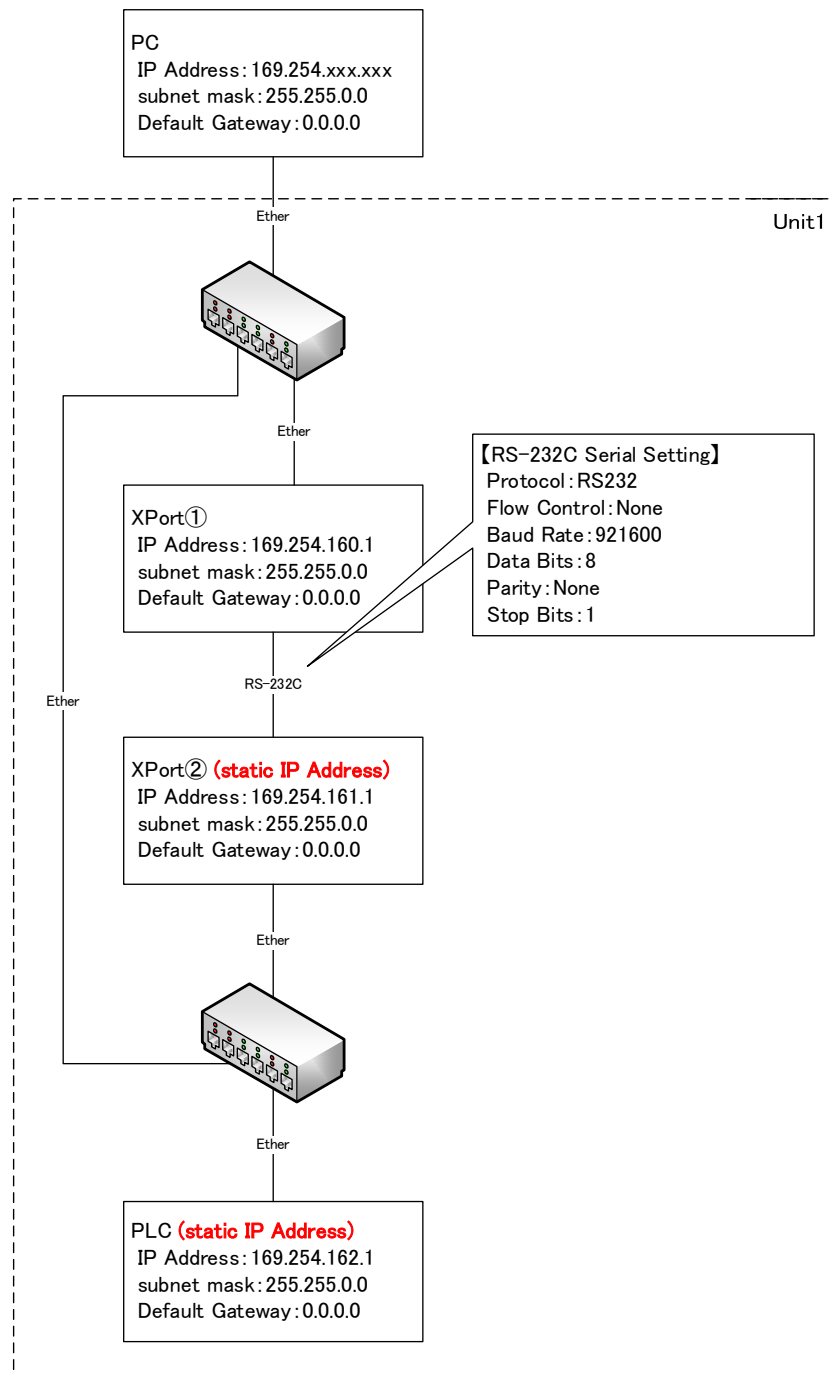 PC
IP Address:169.254.xxx.xxx
subnet mask:255.255.0.0
Default Gateway:0.0.0.0
Ether
Unit1
Ether
【RS-232C Serial Setting】
Protocol:RS232
Flow Control:None
Baud Rate:921600
Data Bits:8
Parity:None
Stop Bits:1
XPort①
IP Address:169.254.160.1
subnet mask:255.255.0.0
Default Gateway:0.0.0.0
RS-232C
Ether
XPort② (static IP Address)
IP Address:169.254.161.1
subnet mask:255.255.0.0
Default Gateway:0.0.0.0
Ether
Ether
PLC (static IP Address)
IP Address:169.254.162.1
subnet mask:255.255.0.0
Default Gateway:0.0.0.0